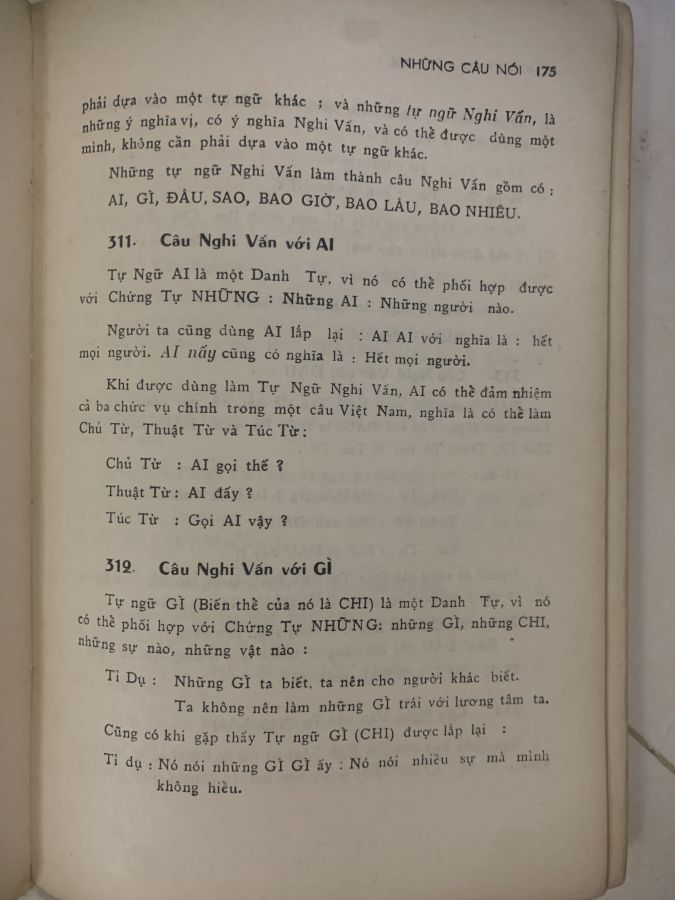 NHỮNG CÂU NÓI 175
phải dựa vào một tự ngữ khác ; và những tự ngữ Nghi Vấn, là
những ý nghĩa vị, có ý nghĩa Nghi Vấn, và có thể được dùng một
mình, không cần phải dựa vào một tự ngữ khác.
Những tự ngữ Nghi Vấn làm thành câu Nghi Vấn gồm có :
AI, GÌ, ĐÂU, SAO, BAO GIỜ, BAO LÂU, BAO NHIÊU.
311. Câu Nghi Vấn với AI
Tự Ngữ AI là một Danh Tự, vì nó có thể phối hợp được
với Chứng Tự NHỮNG : Những AI : Những người nào.
Người ta cũng dùng AI lắp lại : AI AI với nghĩa là : hết
mọi người. AI nấy cũng có nghĩa là : Hết mọi người.
Khi được dùng làm Tự Ngữ Nghi Vấn, AI có thể đảm nhiệm
cả ba chức vụ chính trong một câu Việt Nam, nghĩa là có thể làm
Chủ Từ, Thuật Từ và Túc Từ :
Chủ Từ : AI gọi thế ?
Thuật Từ : AI đấy ?
Túc Từ : Gọi AI vậy ?
312. Câu Nghi Vấn với GÌ
Tự ngữ GÌ (Biến thể của nó là CHI) là một Danh Tự, vì nó
có thể phối hợp với Chứng Tự NHỮNG: những GÌ, những CHI,
những sự nào, những vật nào :
Tỉ Dụ : Những GÌ ta biết, ta nên cho người khác biết.
Ta không nên làm những GÌ trái với lương tâm ta.
Cũng có khi gặp thấy Tự ngữ GÌ (CHI) được lắp lại :
Tỉ dụ : Nó nói những GÌ GÌ ấy : Nó nói nhiều sự mà mình
không hiểu.